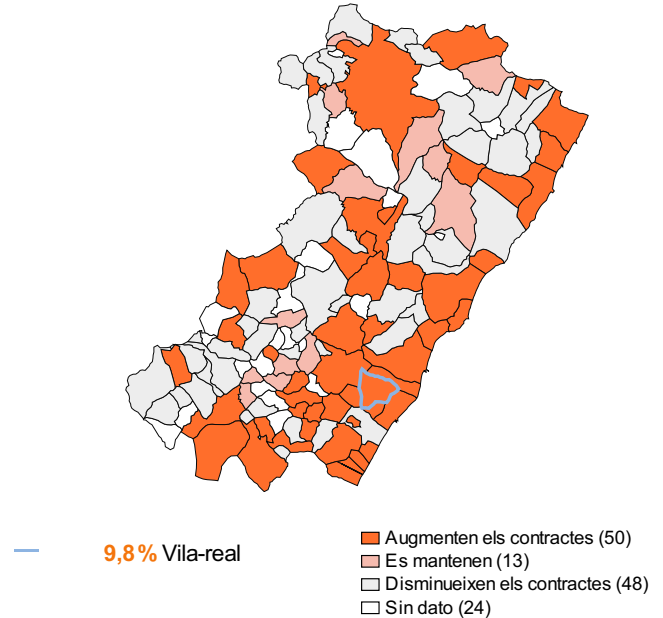 9,8% Vila-real
Augmenten els contractes (50)
Es mantenen (13)
Disminueixen els contractes (48)
Sin dato (24)